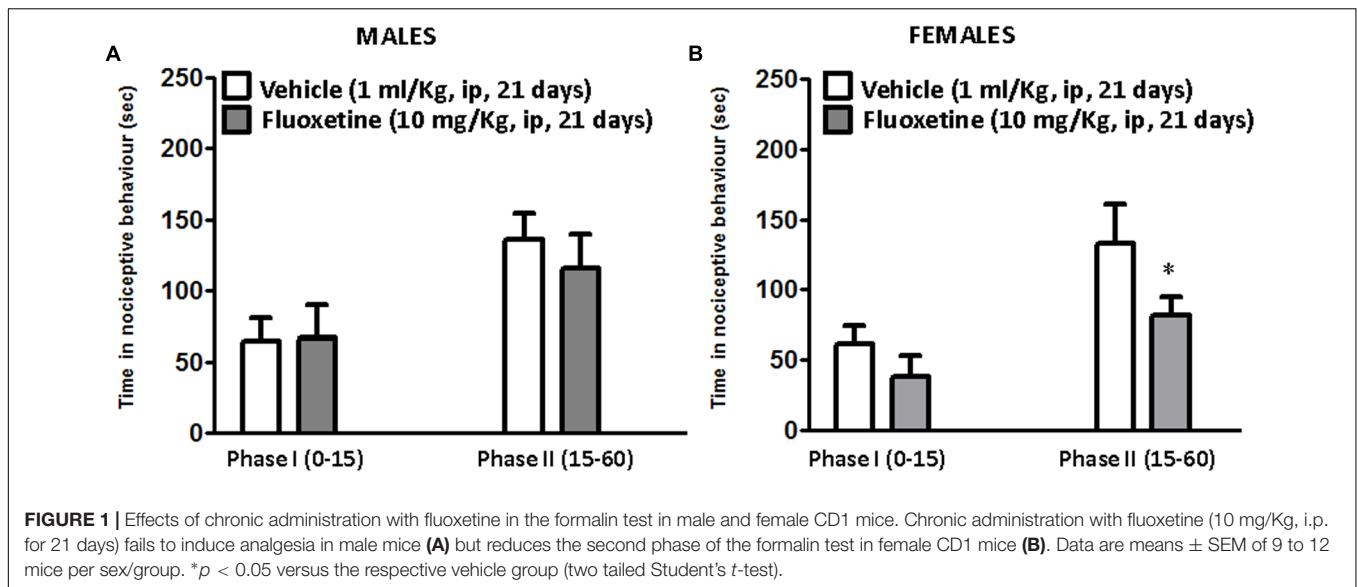 A
MALES
Time in nociceptive behaviour (sec)
250
200
150
100
50
0
Vehicle (1 ml/Kg, ip, 21 days)
Fluoxetine (10 mg/Kg, ip, 21 days)
Phase I (0-15)
Phase II (15-60)
B
FEMALES
Time in nociceptive behaviour (sec)
250
200
150
100
50
0
Vehicle (1 ml/Kg, ip, 21 days)
Fluoxetine (10 mg/Kg, ip, 21 days)
*
Phase I (0-15)
Phase II (15-60)
FIGURE 1 | Effects of chronic administration with fluoxetine in the formalin test in male and female CD1 mice. Chronic administration with fluoxetine (10 mg/Kg, i.p.
for 21 days) fails to induce analgesia in male mice (A) but reduces the second phase of the formalin test in female CD1 mice (B). Data are means ± SEM of 9 to 12
mice per sex/group. *p < 0.05 versus the respective vehicle group (two tailed Student's t-test).